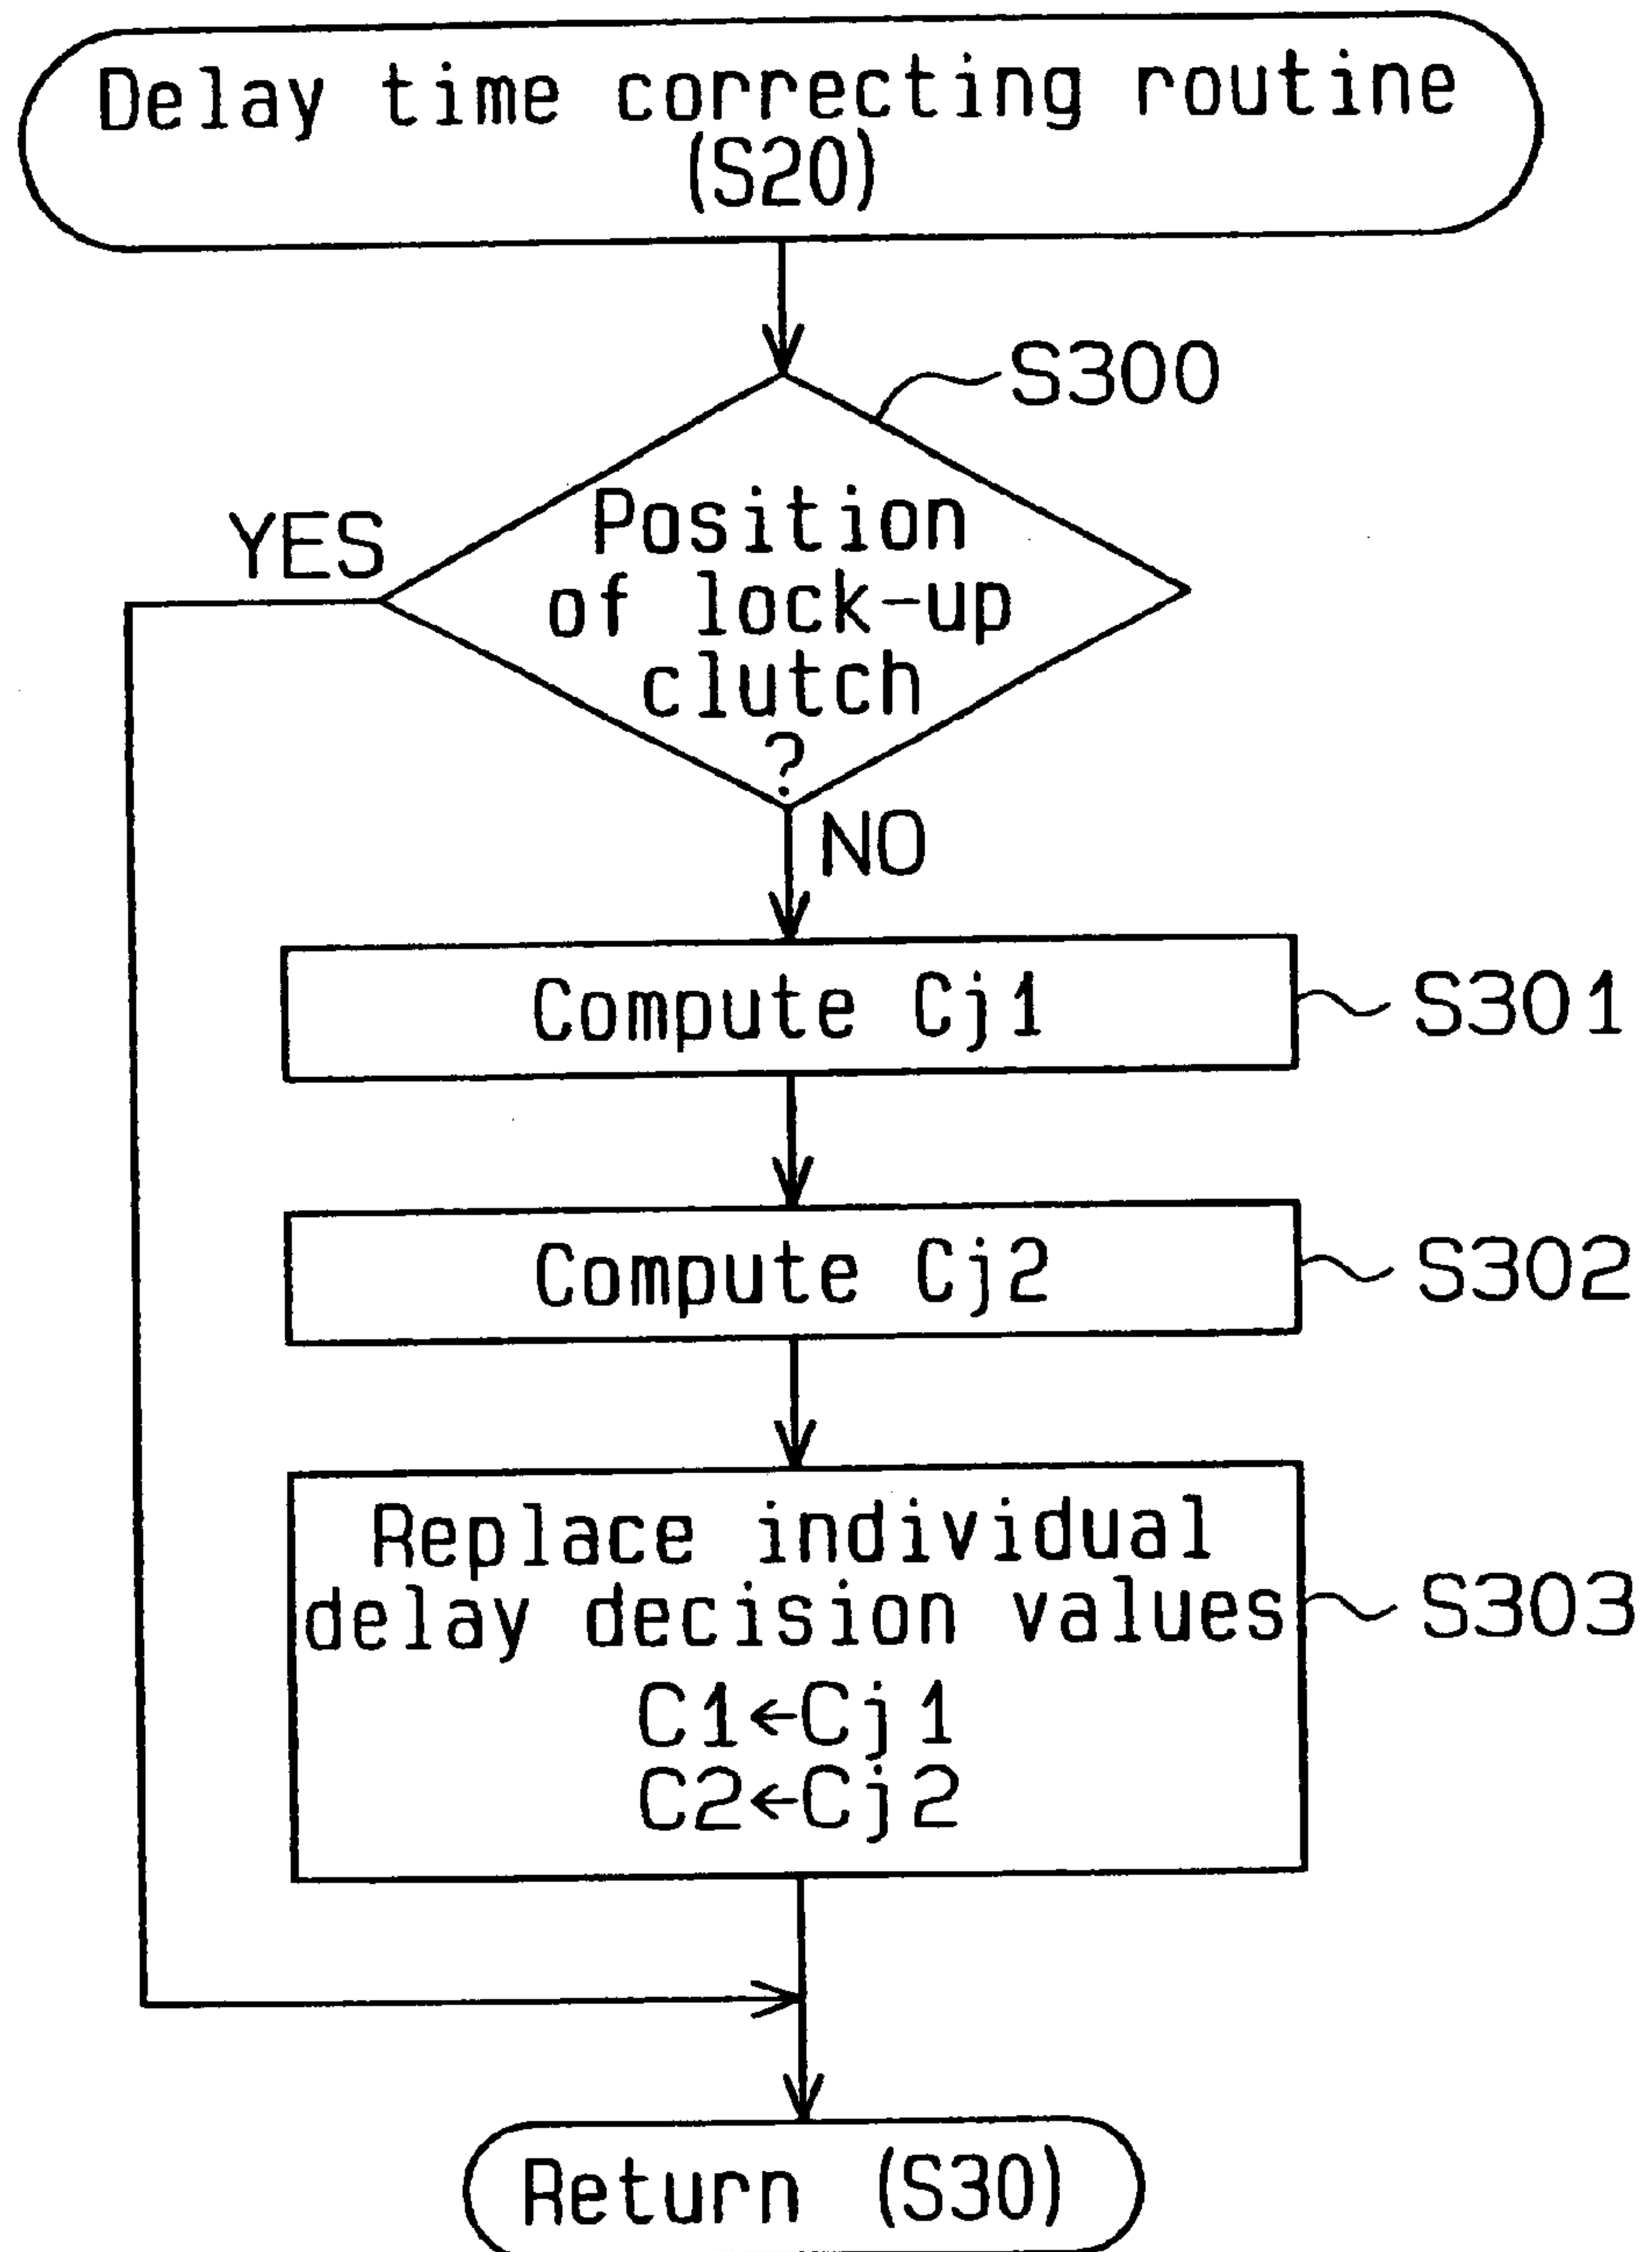 Delay time correcting routine
(S20)
S300
Position
of lock-up
clutch
?
YES
NO
Compute Cj1
S301
Compute Cj2
S302
Replace individual
delay decision values
C1←Cj1
C2←Cj2
S303
Return (S30)